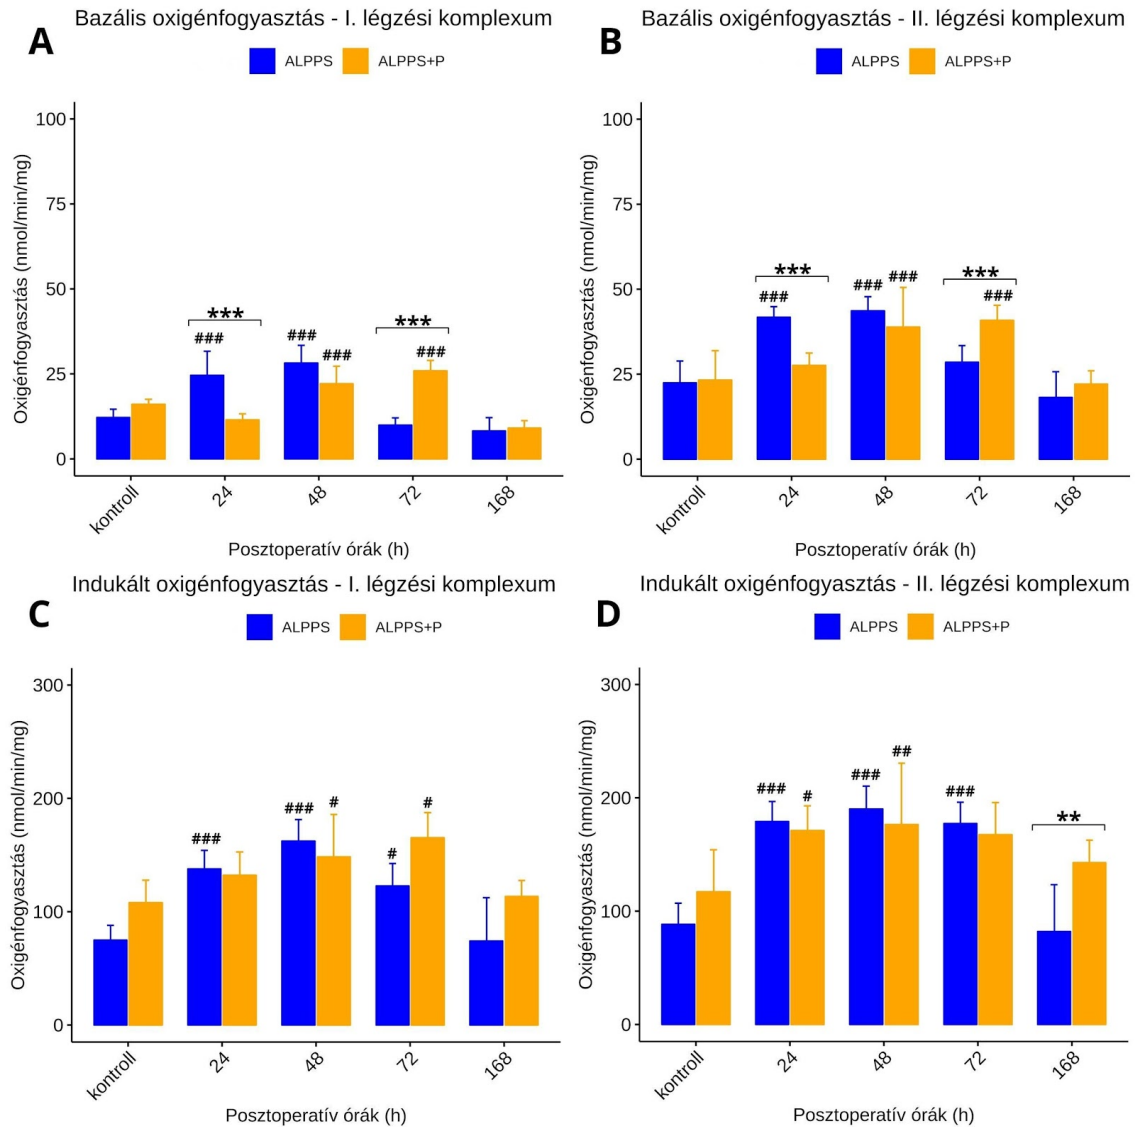 A
Bazális oxigénfogyasztás - I. légzési komplexum
ALPPS ALPPS+P
Oxigénfogyasztás (nmol/min/mg)
100
75
50
25
0
***
###
###
###
***
###
kontroll 24 48 72 168
Posztoperatív órák (h)
B
Bazális oxigénfogyasztás - II. légzési komplexum
ALPPS ALPPS+P
Oxigénfogyasztás (nmol/min/mg)
100
75
50
25
0
***
###
###
###
***
###
kontroll 24 48 72 168
Posztoperatív órák (h)
C
Indukált oxigénfogyasztás - I. légzési komplexum
ALPPS ALPPS+P
Oxigénfogyasztás (nmol/min/mg)
300
200
100
0
###
###
#
#
#
kontroll 24 48 72 168
Posztoperatív órák (h)
D
Indukált oxigénfogyasztás - II. légzési komplexum
ALPPS ALPPS+P
Oxigénfogyasztás (nmol/min/mg)
300
200
100
0
###
#
###
##
###
**
kontroll 24 48 72 168
Posztoperatív órák (h)